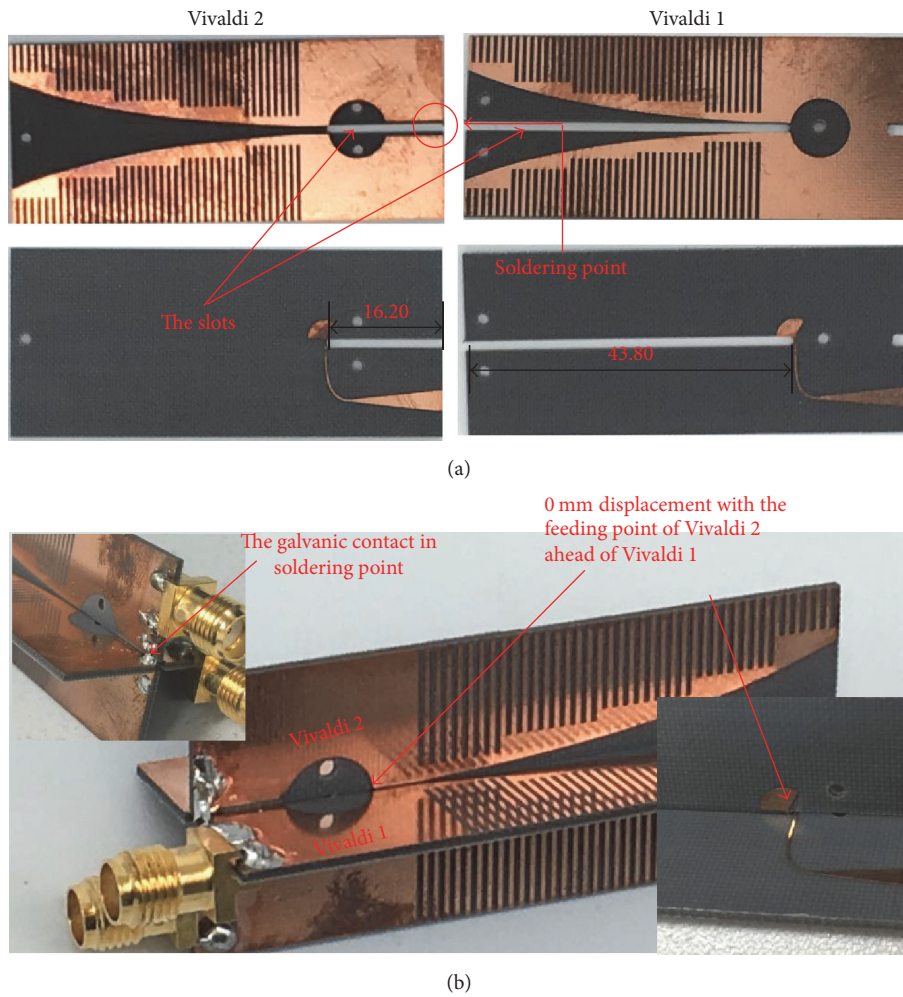 Vivaldi 2
Vivaldi 1
Soldering point
The slots
16.20
43.80
(a)
0 mm displacement with the
feeding point of Vivaldi 2
ahead of Vivaldi 1
The galvanic contact in
soldering point
Vivaldi 2
Vivaldi 1
(b)